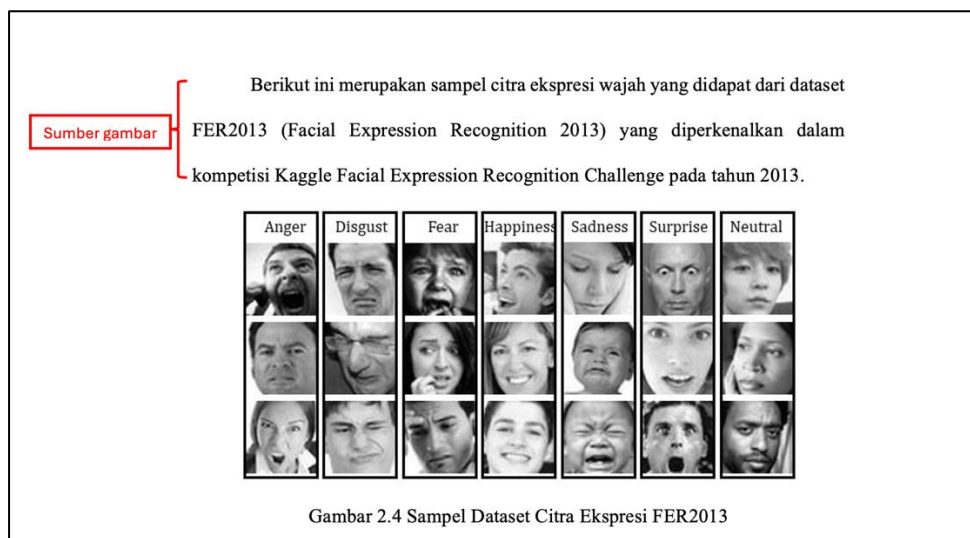 Berikut ini merupakan sampel citra ekspresi wajah yang didapat dari dataset
Sumber gambar
FER2013 (Facial Expression Recognition 2013) yang diperkenalkan dalam
kompetisi Kaggle Facial Expression Recognition Challenge pada tahun 2013.
Anger Disgust Fear Happiness Sadness Surprise Neutral
Gambar 2.4 Sampel Dataset Citra Ekspresi FER2013